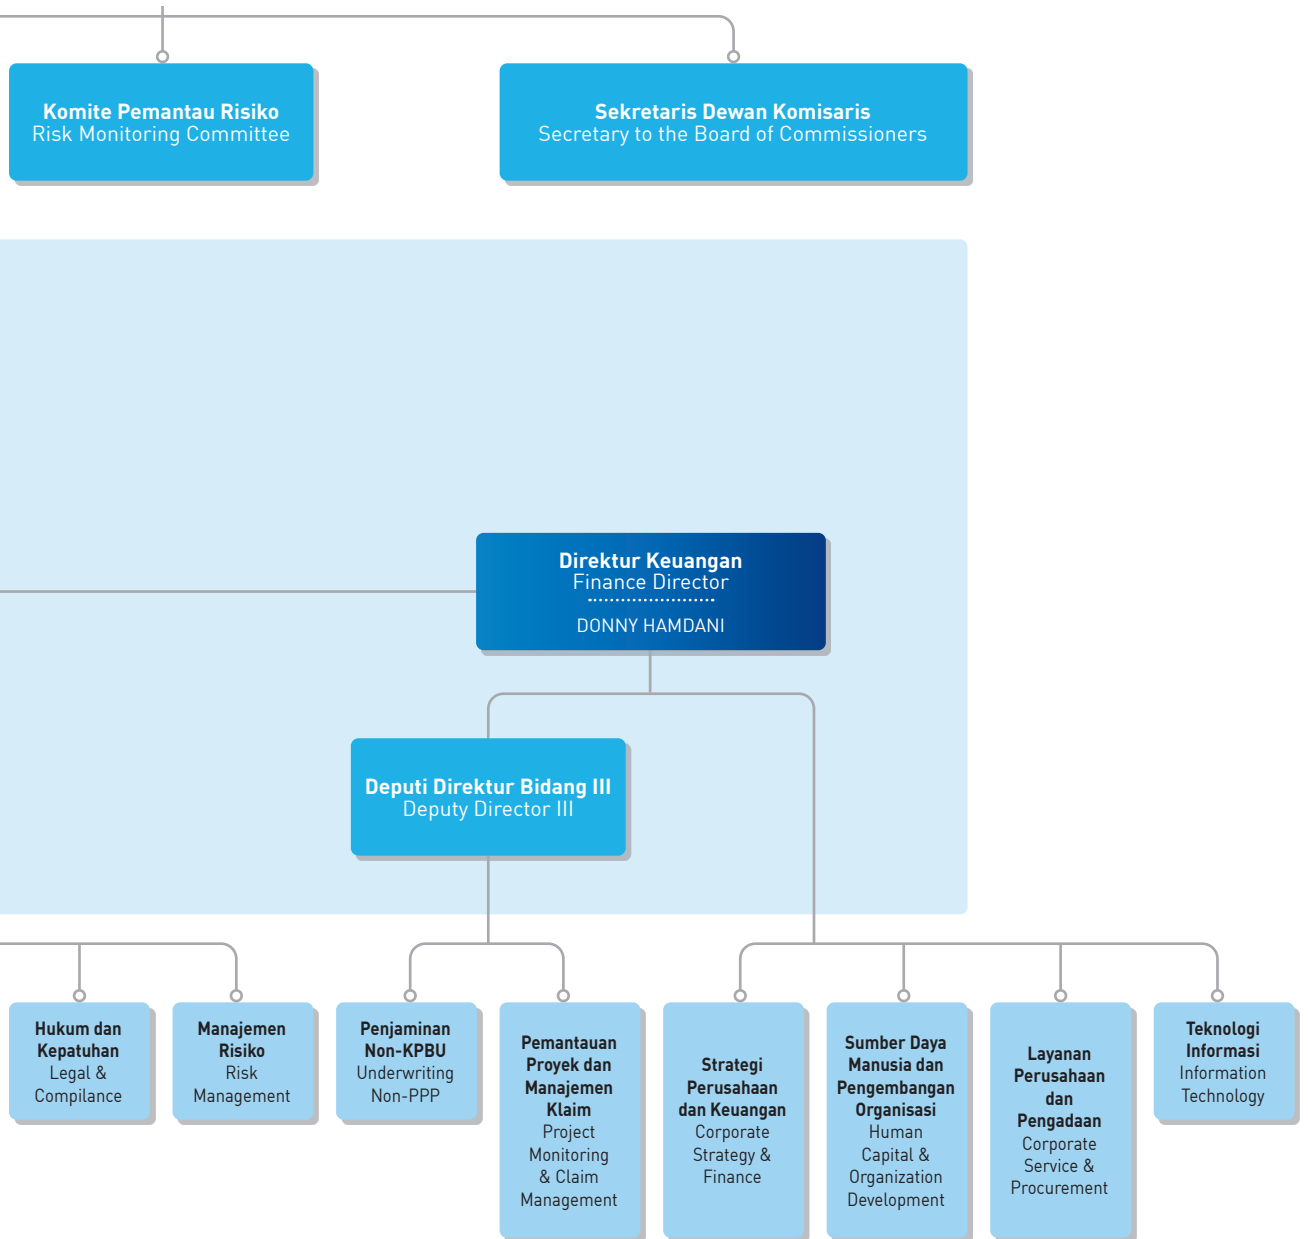 Komite Pemantau Risiko
Risk Monitoring Committee
Sekretaris Dewan Komisaris
Secretary to the Board of Commissioners
Direktur Keuangan
Finance Director
DONNY HAMDANI
Deputi Direktur Bidang III
Deputy Director III
Hukum dan
Kepatuhan
Legal &
Compilance
Manajemen
Risiko
Risk
Management
Penjaminan
Non-KPBU
Underwriting
Non-PPP
Pemantauan
Proyek dan
Manajemen
Klaim
Project
Monitoring
& Claim
Management
Strategi
Perusahaan
dan Keuangan
Corporate
Strategy &
Finance
Sumber Daya
Manusia dan
Pengembangan
Organisasi
Human
Capital &
Organization
Development
Layanan
Perusahaan
dan
Pengadaan
Corporate
Service &
Procurement
Teknologi
Informasi
Information
Technology